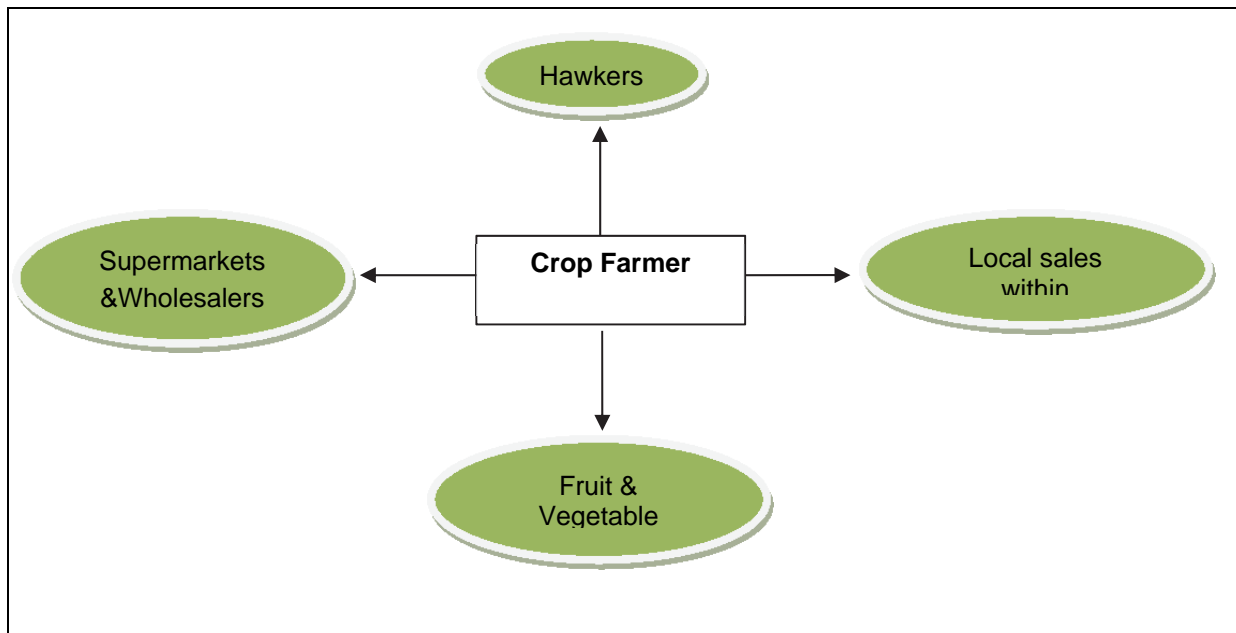 Hawkers
Supermarkets
&Wholesalers
Crop Farmer
Local sales
within
Fruit &
Vegetable